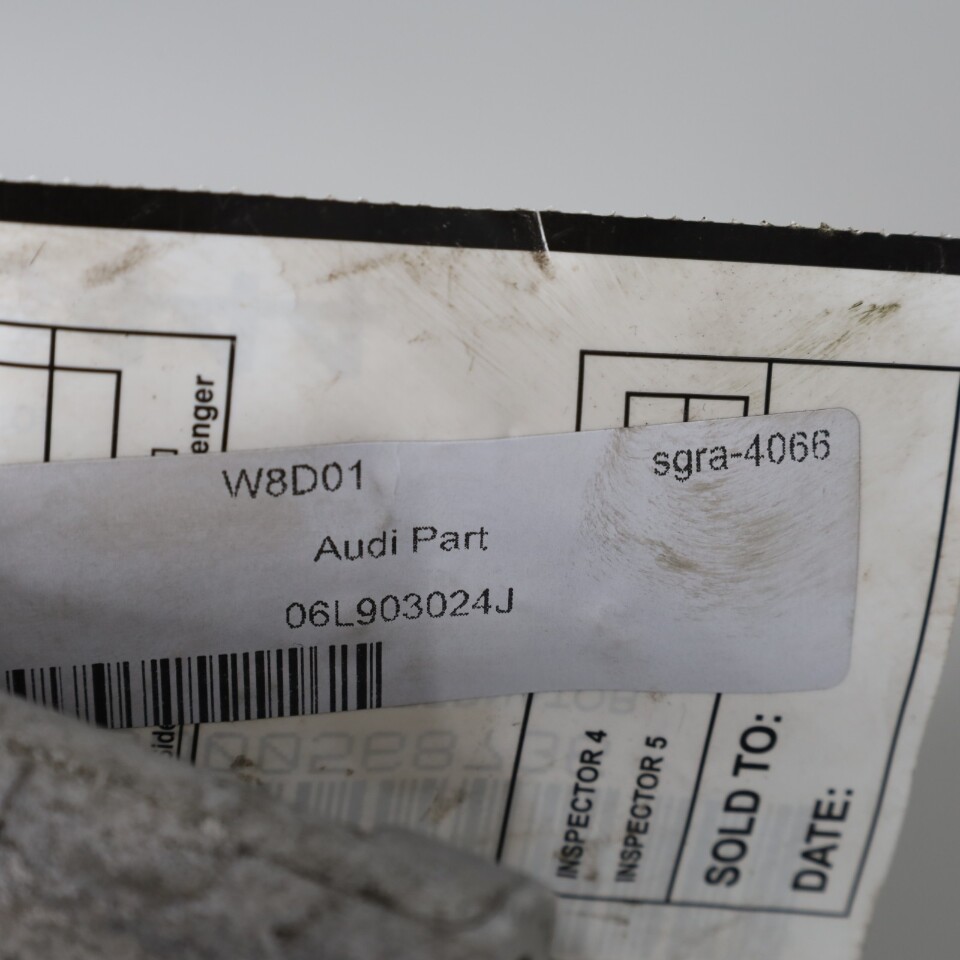 enger
W8D01
sgra-4066
Audi Part
06L903024J
INSPECTOR 4
INSPECTOR 5
SOLD TO:
DATE: